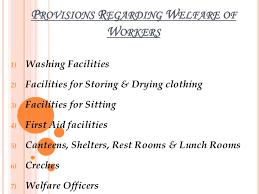 PROVISIONS REGARDING WELFARE OF
WORKERS
1) Washing Facilities
2) Facilities for Storing & Drying clothing
3) Facilities for Sitting
4) First Aid facilities
5) Canteens, Shelters, Rest Rooms & Lunch Rooms
6) Creches
7) Welfare Officers